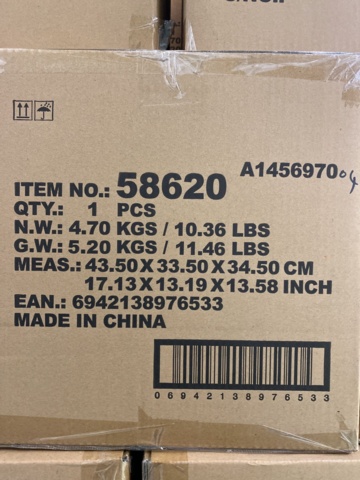 A1456970 04
ITEM NO.: 58620
QTY.: 1 PCS
N.W.: 4.70 KGS / 10.36 LBS
G.W.: 5.20 KGS / 11.46 LBS
MEAS.: 43.50 X 33.50 X 34.50 CM
17.13 X 13.19 X 13.58 INCH
EAN.: 6942138976533
MADE IN CHINA
0 6 9 4 2 1 3 8 9 7 6 5 3 3